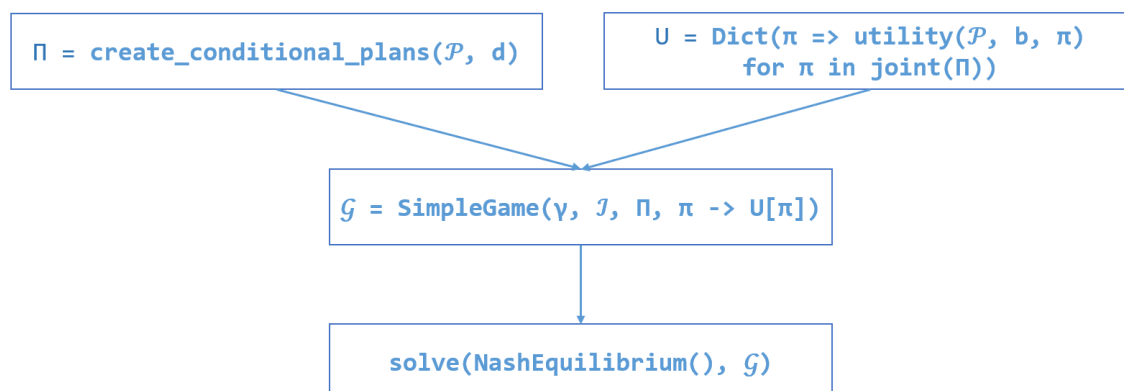 Π = create_conditional_plans(𝒫, d)
U = Dict(π => utility(𝒫, b, π)
for π in joint(Π))
𝒢 = SimpleGame(γ, ℐ, Π, π -> U[π])
solve(NashEquilibrium(), 𝒢)